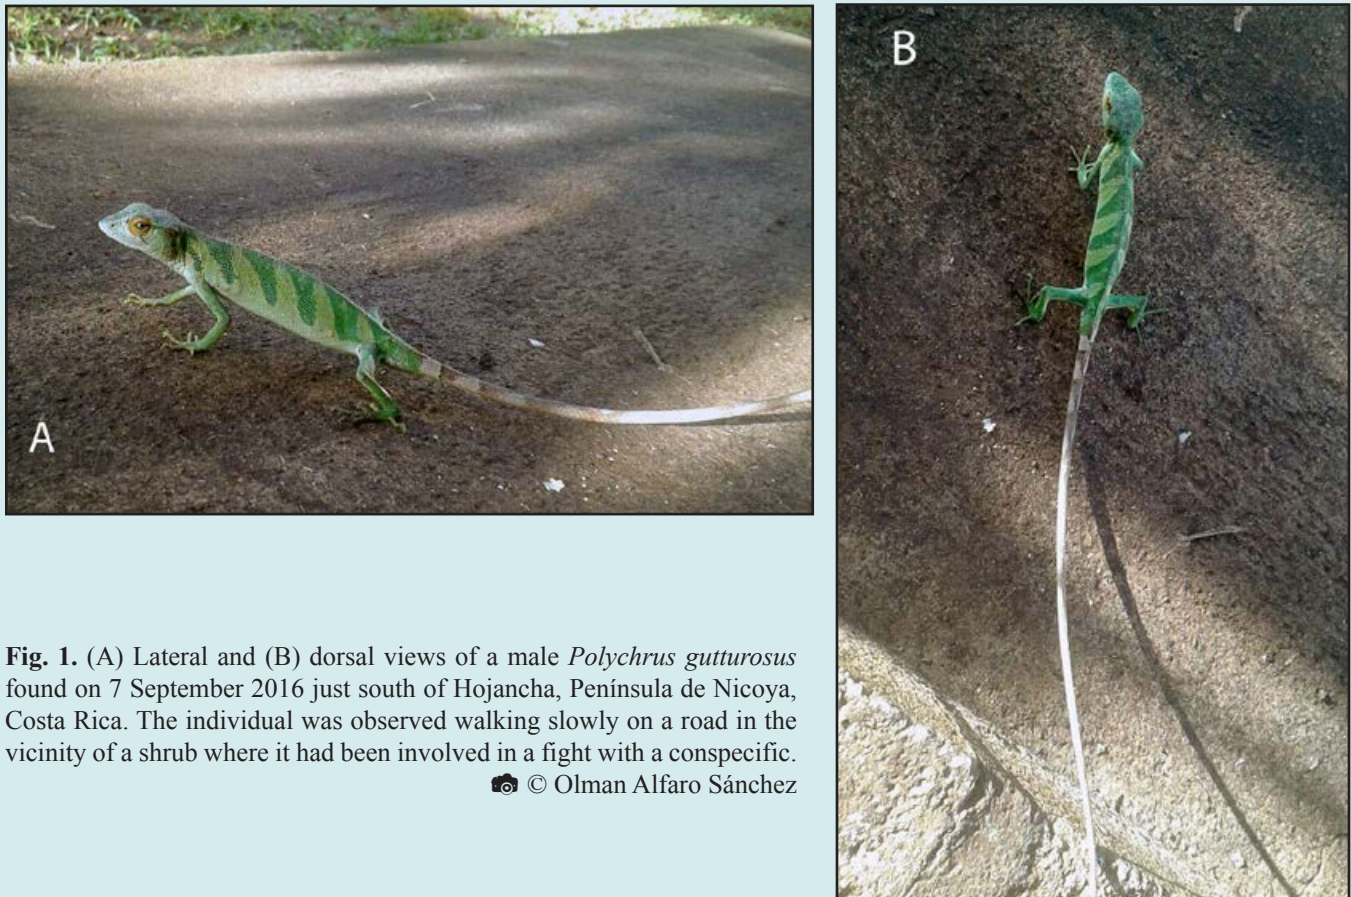 A
B
Fig. 1. (A) Lateral and (B) dorsal views of a male Polychrus gutturosus
found on 7 September 2016 just south of Hojancha, Península de Nicoya,
Costa Rica. The individual was observed walking slowly on a road in the
vicinity of a shrub where it had been involved in a fight with a conspecific.
© Olman Alfaro Sánchez